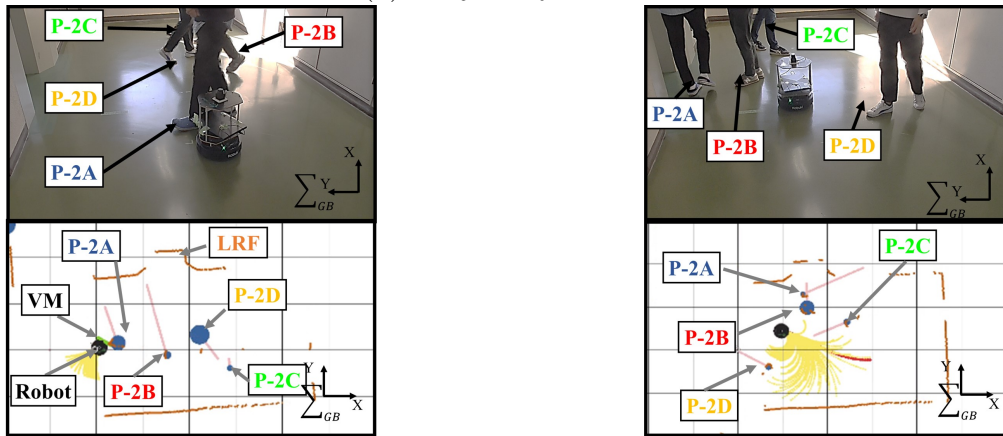 P-2C
P-2B
P-2D
P-2A
X
Y
∑GB
P-2C
P-2A
P-2B
P-2D
X
Y
∑GB
P-2A
LRF
VM
P-2D
Robot
P-2B
P-2C
Y
X
∑GB
P-2C
P-2A
P-2B
P-2D
Y
X
∑GB